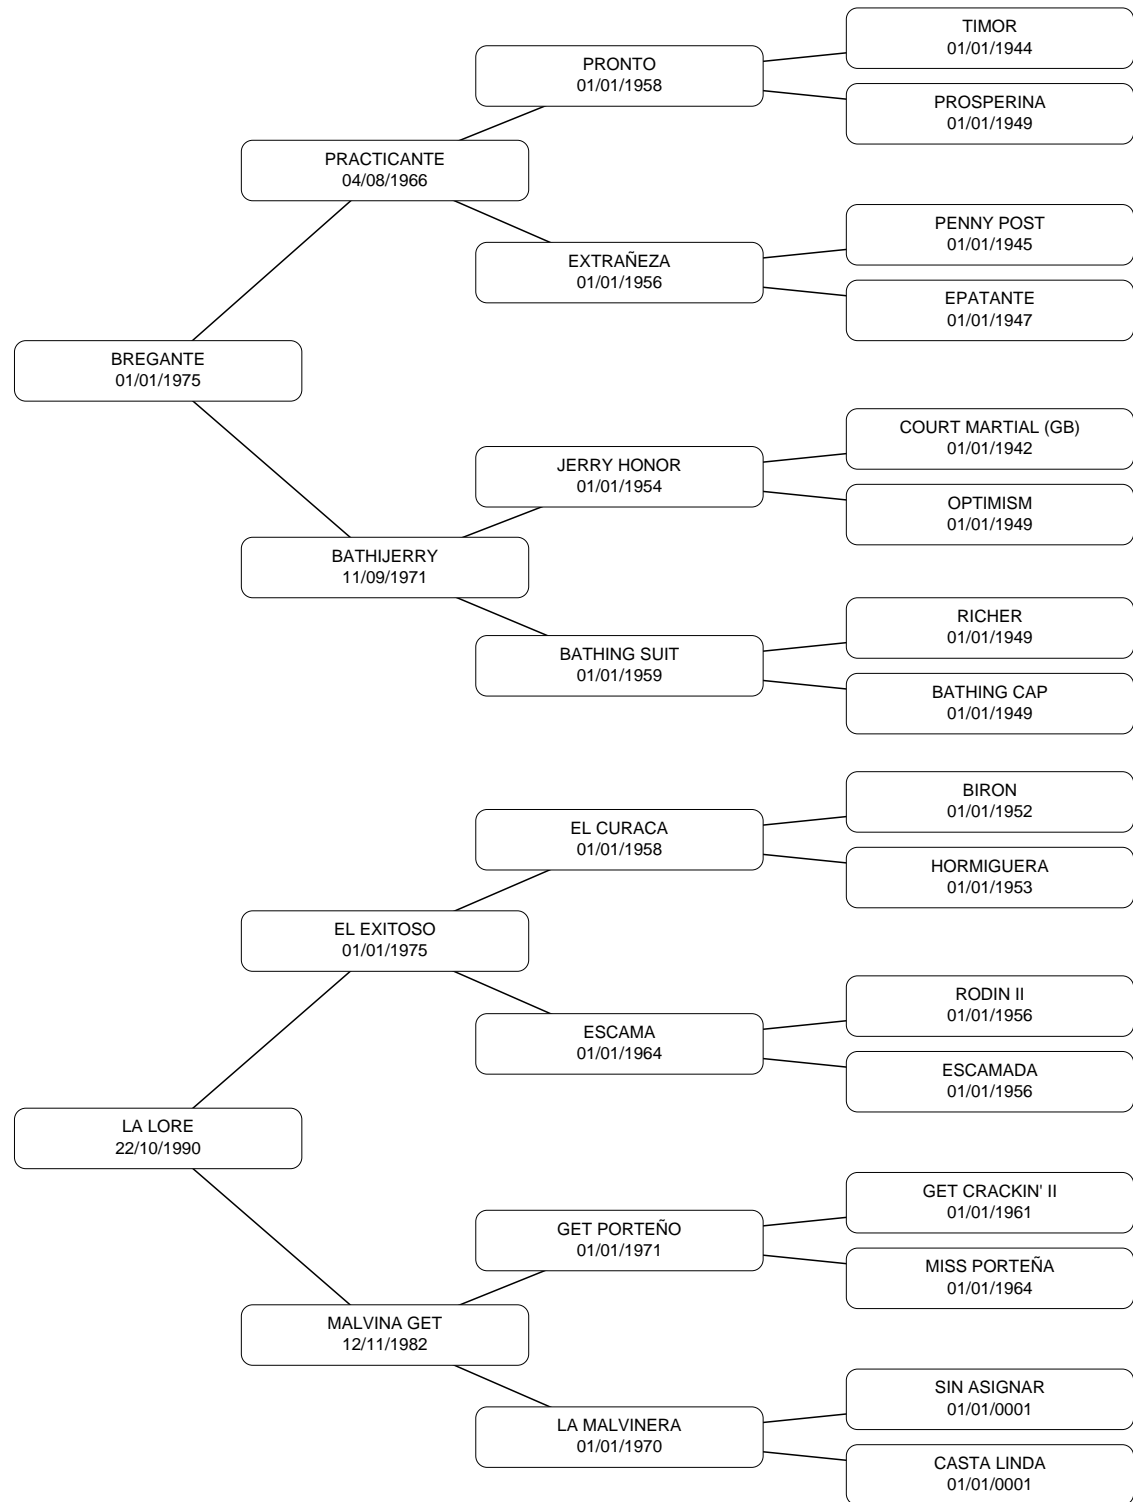 TIMOR
01/01/1944
PRONTO
01/01/1958
PROSPERINA
01/01/1949
PRACTICANTE
04/08/1966
PENNY POST
01/01/1945
EXTRAÑEZA
01/01/1956
EPATANTE
01/01/1947
BREGANTE
01/01/1975
COURT MARTIAL (GB)
01/01/1942
JERRY HONOR
01/01/1954
OPTIMISM
01/01/1949
BATHIJERRY
11/09/1971
RICHER
01/01/1949
BATHING SUIT
01/01/1959
BATHING CAP
01/01/1949
BIRON
01/01/1952
EL CURACA
01/01/1958
HORMIGUERA
01/01/1953
EL EXITOSO
01/01/1975
RODIN II
01/01/1956
ESCAMA
01/01/1964
ESCAMADA
01/01/1956
LA LORE
22/10/1990
GET CRACKIN' II
01/01/1961
GET PORTEÑO
01/01/1971
MISS PORTEÑA
01/01/1964
MALVINA GET
12/11/1982
SIN ASIGNAR
01/01/0001
LA MALVINERA
01/01/1970
CASTA LINDA
01/01/0001